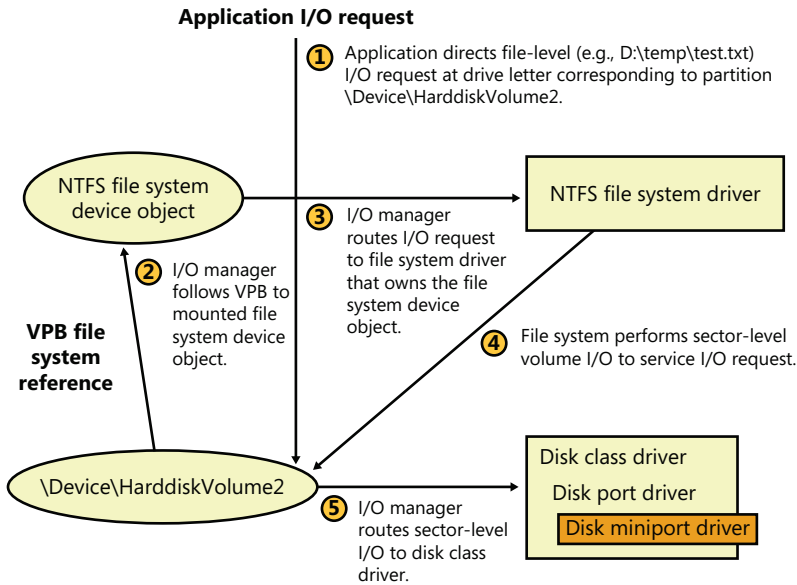 Application I/O request
1 Application directs file-level (e.g., D:\temp\test.txt)
I/O request at drive letter corresponding to partition
\Device\HarddiskVolume2.
NTFS file system
device object
NTFS file system driver
3 I/O manager
routes I/O request
to file system driver
that owns the file
system device
object.
2 I/O manager
follows VPB to
mounted file
system device
object.
VPB file
system
reference
4 File system performs sector-level
volume I/O to service I/O request.
\Device\HarddiskVolume2
5 I/O manager
routes sector-level
I/O to disk class
driver.
Disk class driver
Disk port driver
Disk miniport driver